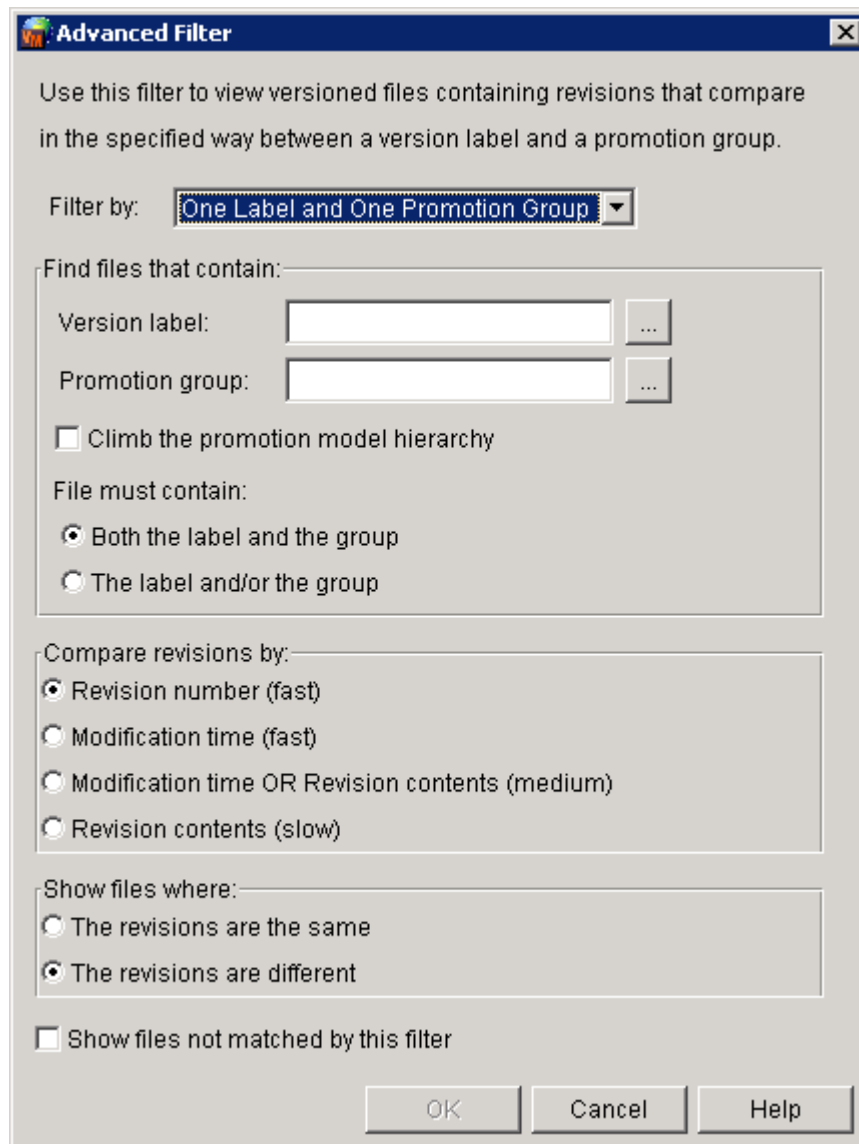 Advanced Filter
Use this filter to view versioned files containing revisions that compare
in the specified way between a version label and a promotion group.
Filter by: One Label and One Promotion Group
Find files that contain:
Version label: ...
Promotion group: ...
Climb the promotion model hierarchy
File must contain:
Both the label and the group
The label and/or the group
Compare revisions by:
Revision number (fast)
Modification time (fast)
Modification time OR Revision contents (medium)
Revision contents (slow)
Show files where:
The revisions are the same
The revisions are different
Show files not matched by this filter
OK Cancel Help